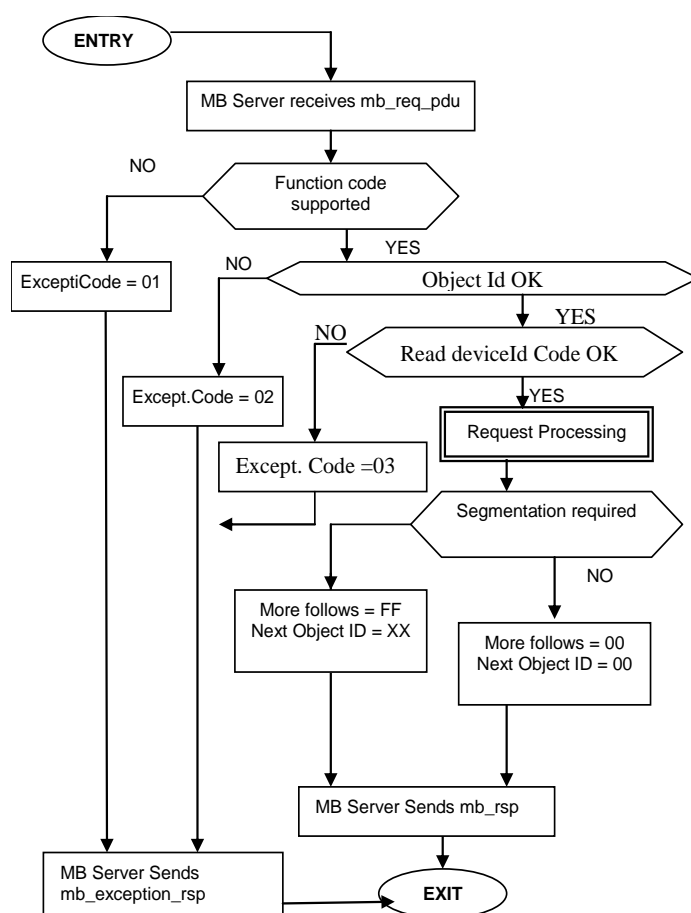 ENTRY
MB Server receives mb_req_pdu
NO
Function code
supported
YES
NO
ExceptiCode = 01
Object Id OK
NO
YES
Read deviceId Code OK
Except.Code = 02
YES
Request Processing
Except. Code =03
Segmentation required
NO
More follows = FF
Next Object ID = XX
More follows = 00
Next Object ID = 00
MB Server Sends mb_rsp
MB Server Sends
mb_exception_rsp
EXIT